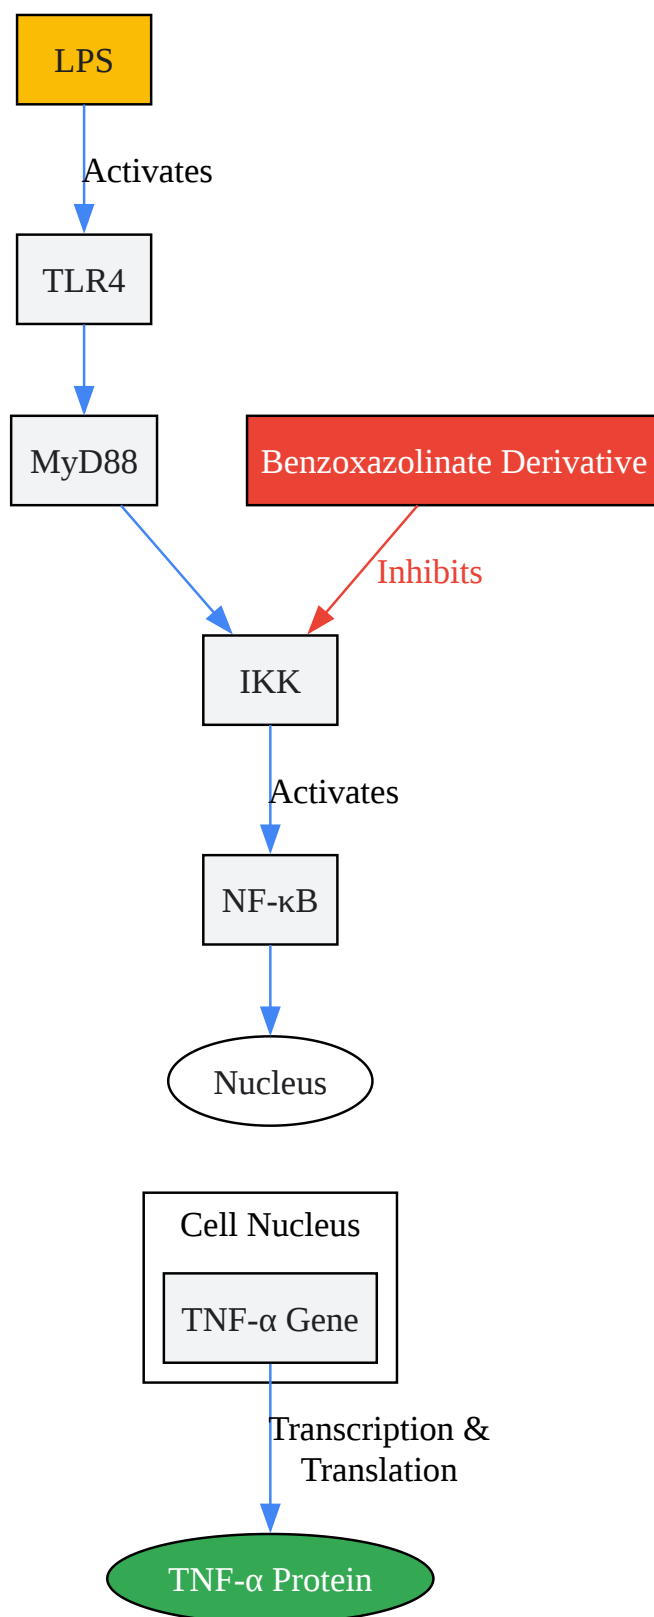 LPS
Activates
TLR4
MyD88
Benzoxazolinate Derivative
Inhibits
IKK
Activates
NF-κB
Nucleus
Cell Nucleus
TNF-α Gene
Transcription &
Translation
TNF-α Protein